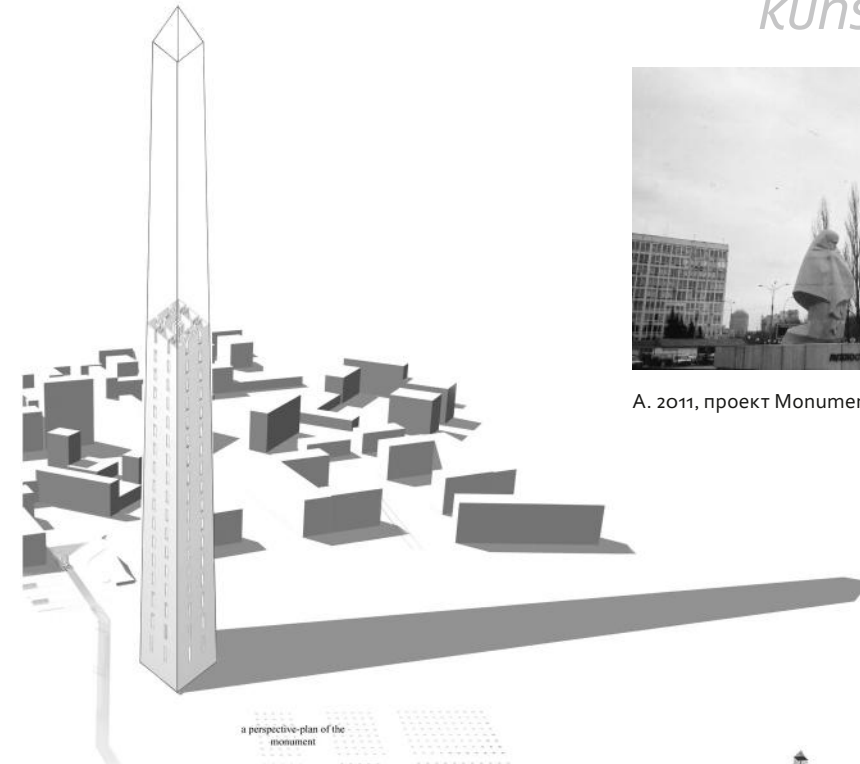 kuns
A. 2011, проект Monumen
a perspective-plan of the
monument